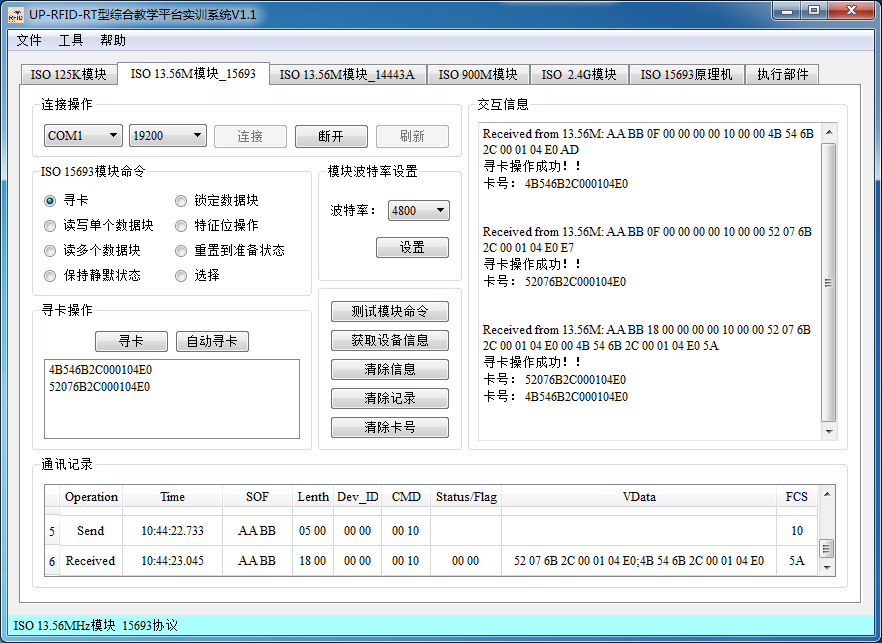 UP-RFID-RT型综合教学平台实训系统V1.1
文件 工具 帮助
ISO 125K模块 ISO 13.56M模块_15693 ISO 13.56M模块_14443A ISO 900M模块 ISO 2.4G模块 ISO 15693原理机 执行部件
连接操作
COM1 19200 连接 断开 刷新
ISO 15693模块命令
寻卡 锁定数据块
读写单个数据块 特征位操作
读多个数据块 重置到准备状态
保持静默状态 选择
模块波特率设置
波特率： 4800
设置
寻卡操作
寻卡 自动寻卡
4B546B2C000104E0
52076B2C000104E0
测试模块命令
获取设备信息
清除信息
清除记录
清除卡号
交互信息
Received from 13.56M: AA BB 0F 00 00 00 00 10 00 00 4B 54 6B
2C 00 01 04 E0 AD
寻卡操作成功！！
卡号： 4B546B2C000104E0
Received from 13.56M: AA BB 0F 00 00 00 00 10 00 00 52 07 6B
2C 00 01 04 E0 E7
寻卡操作成功！！
卡号： 52076B2C000104E0
Received from 13.56M: AA BB 18 00 00 00 00 10 00 00 52 07 6B
2C 00 01 04 E0 00 4B 54 6B 2C 00 01 04 E0 5A
寻卡操作成功！！
卡号： 52076B2C000104E0
卡号： 4B546B2C000104E0
通讯记录
Operation Time SOF Lenth Dev_ID CMD Status/Flag VData FCS
5 Send 10:44:22.733 AA BB 05 00 00 00 00 10 10
6 Received 10:44:23.045 AA BB 18 00 00 00 00 10 00 00 52 07 6B 2C 00 01 04 E0;4B 54 6B 2C 00 01 04 E0 5A
ISO 13.56MHz模块 15693协议
RFID